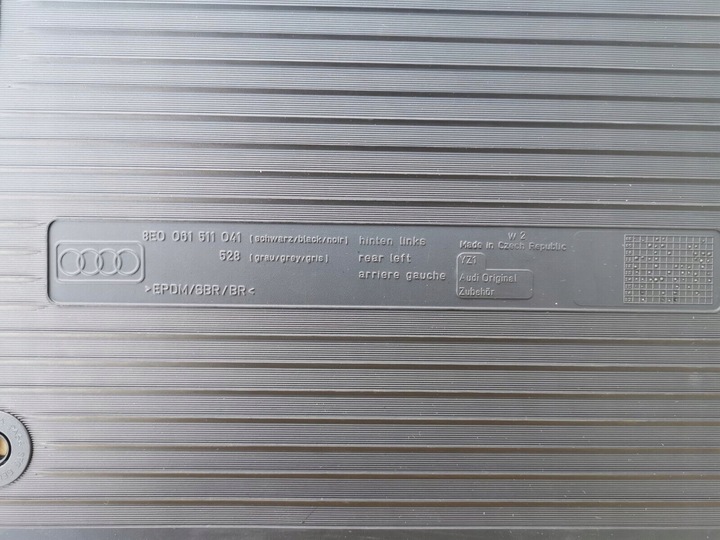 8E0 061 511 041 (schwarz/black/noir) hinten links
628 (grau/grey/gris) rear left
arriere gauche
>EPDM/SBR/BR<
W 2
Made in Czech Republic
VZ1
Audi Original
Zubehör